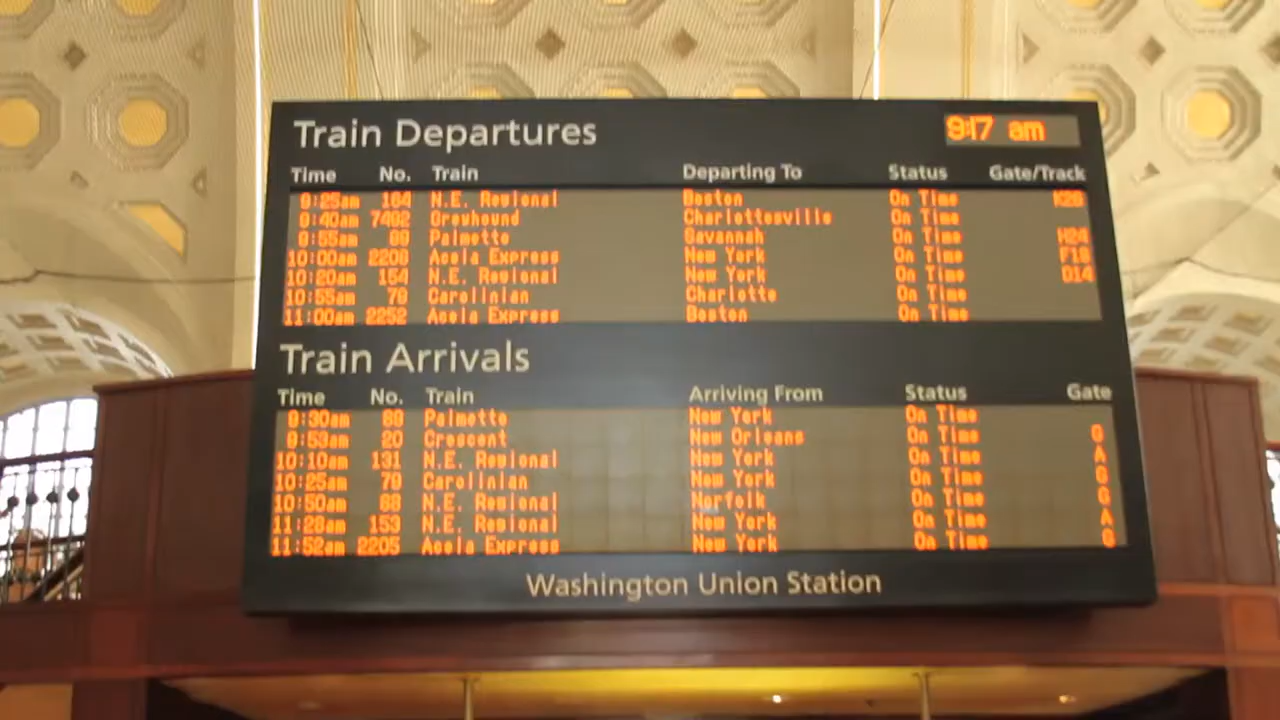 Train Departures 9:17 am
Time No. Train Departing To Status Gate/Track
9:25am 164 N.E. Regional Boston On Time K26
9:40am 7492 Greyhound Charlottesville On Time
9:55am 89 Palmetto Savannah On Time H24
10:00am Acela Express New York On Time F18
10:20am 154 N.E. Regional New York On Time D14
10:55am 79 Carolinian Charlotte On Time
11:00am 2252 Acela Express Boston On Time
Train Arrivals
Time No. Train Arriving From Status Gate
9:30am 89 Palmetto New York On Time
9:53am 20 Crescent New Orleans On Time G
10:10am 131 N.E. Regional New York On Time A
10:25am 79 Carolinian New York On Time G
10:50am 88 N.E. Regional Norfolk On Time G
11:28am 153 N.E. Regional New York On Time A
11:52am 2205 Acela Express New York On Time G
Washington Union Station